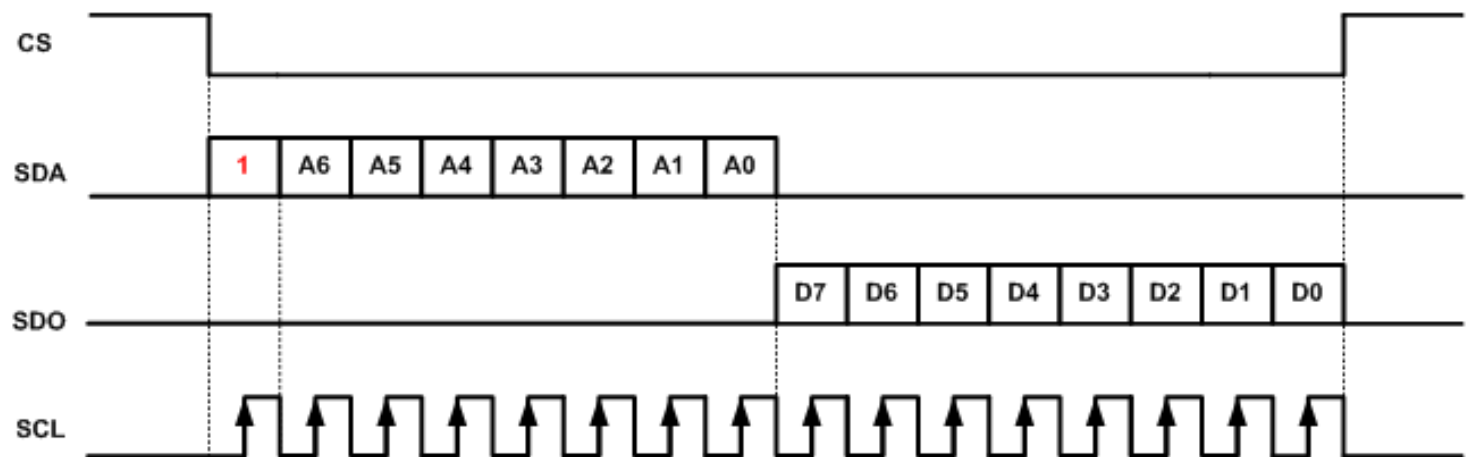 CS
SDA 1 A6 A5 A4 A3 A2 A1 A0
SDO D7 D6 D5 D4 D3 D2 D1 D0
SCL